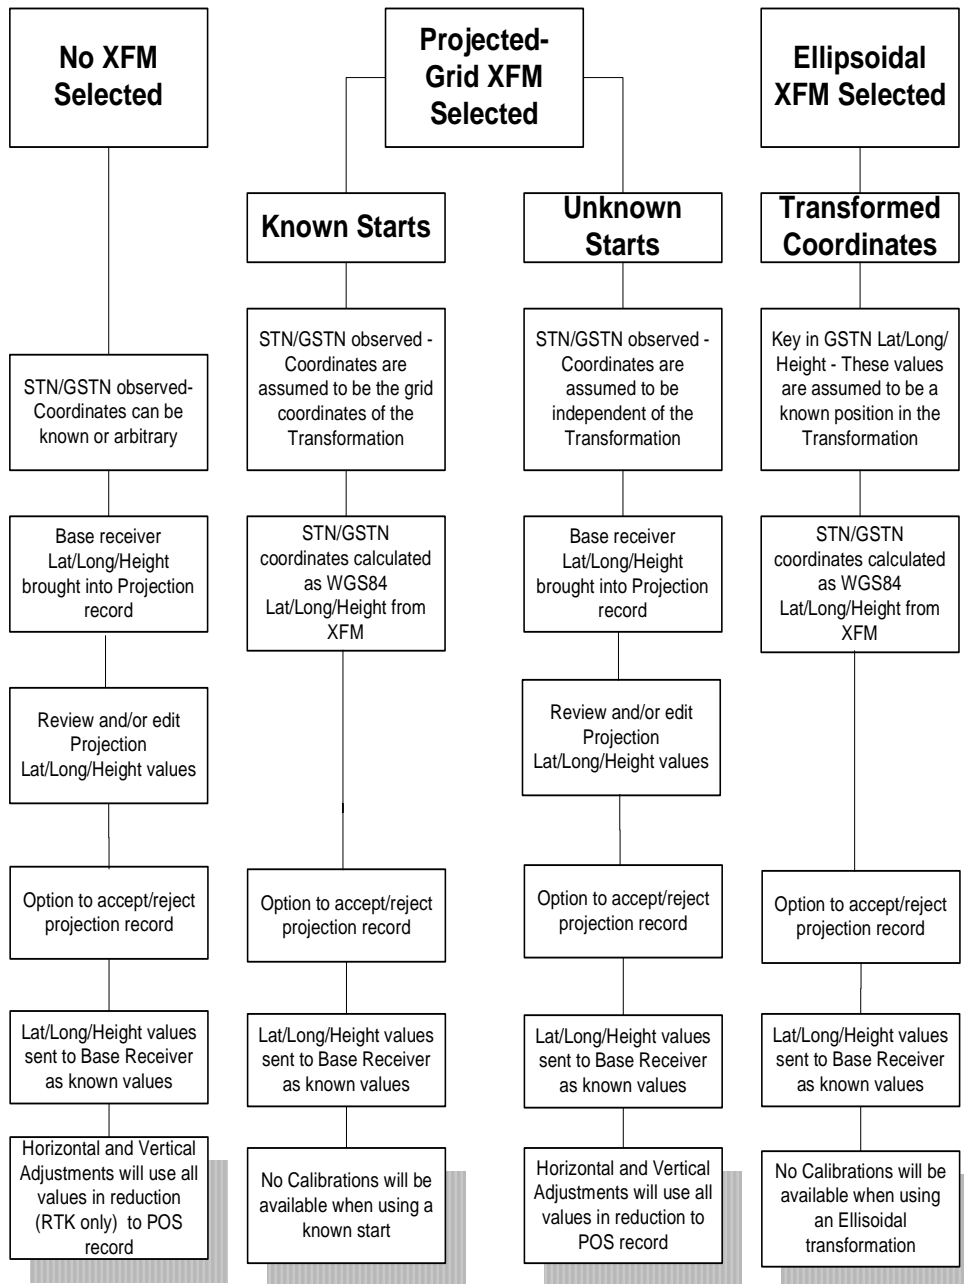 No XFM
Selected
Projected-
Grid XFM
Selected
Ellipsoidal
XFM Selected
Known Starts
Unknown
Starts
Transformed
Coordinates
STN/GSTN observed-
Coordinates can be
known or arbitrary
STN/GSTN observed -
Coordinates are
assumed to be the grid
coordinates of the
Transformation
STN/GSTN observed -
Coordinates are
assumed to be
independent of the
Transformation
Key in GSTN Lat/Long/
Height - These values
are assumed to be a
known position in the
Transformation
Base receiver
Lat/Long/Height
brought into Projection
record
STN/GSTN
coordinates calculated
as WGS84
Lat/Long/Height from
XFM
Base receiver
Lat/Long/Height
brought into Projection
record
STN/GSTN
coordinates calculated
as WGS84
Lat/Long/Height from
XFM
Review and/or edit
Projection
Lat/Long/Height values
Review and/or edit
Projection
Lat/Long/Height values
Option to accept/reject
projection record
Option to accept/reject
projection record
Option to accept/reject
projection record
Option to accept/reject
projection record
Lat/Long/Height values
sent to Base Receiver
as known values
Lat/Long/Height values
sent to Base Receiver
as known values
Lat/Long/Height values
sent to Base Receiver
as known values
Lat/Long/Height values
sent to Base Receiver
as known values
Horizontal and Vertical
Adjustments will use all
values in reduction
(RTK only) to POS
record
No Calibrations will be
available when using a
known start
Horizontal and Vertical
Adjustments will use all
values in reduction to
POS record
No Calibrations will be
available when using
an Ellisoidal
transformation